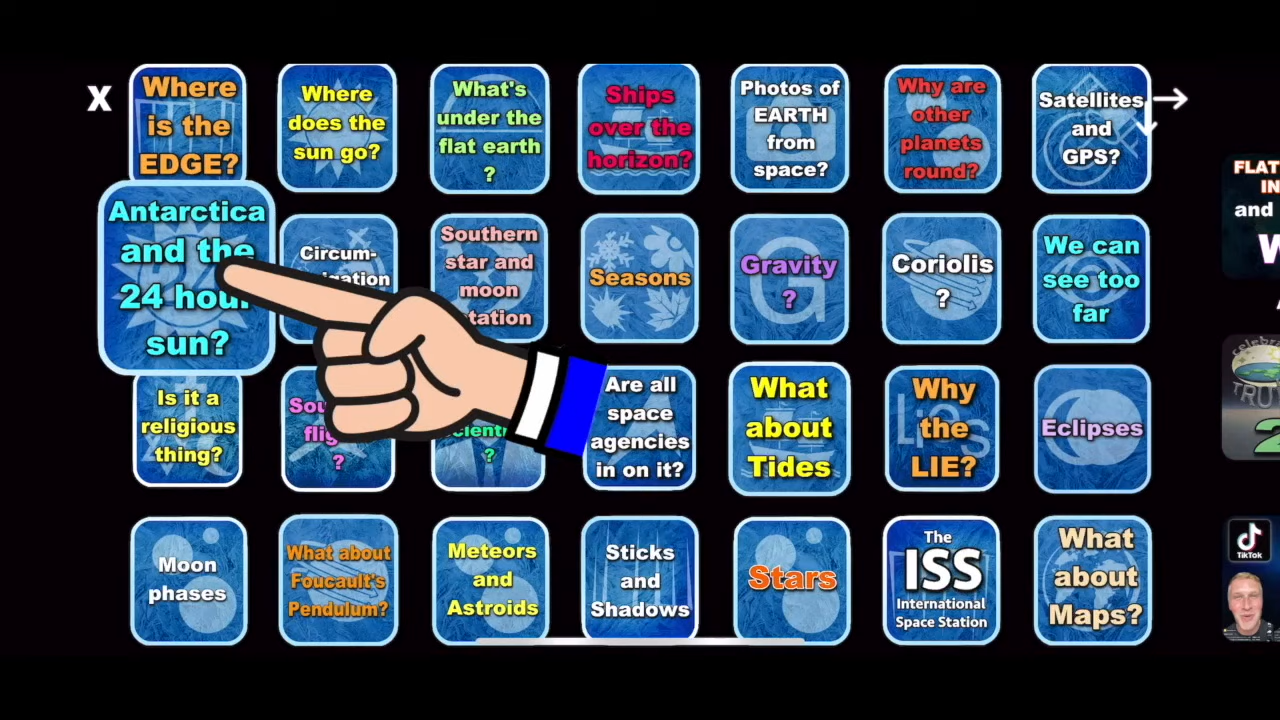 X
Where
is the
EDGE?
Where
does the
sun go?
What's
under the
flat earth
?
Ships
over the
horizon?
Photos of
EARTH
from
space?
Why are
other
planets
round?
Satellites
and
GPS?
Antarctica
and the
24 hour
sun?
Circum-
Southern
star and
moon
Seasons
Gravity
?
Coriolis
?
We can
see too
far
Is it a
religious
thing?
?
?
Are all
space
agencies
in on it?
What
about
Tides
Why
the
LIE?
Eclipses
Moon
phases
What about
Foucault's
Pendulum?
Meteors
and
Astroids
Sticks
and
Shadows
Stars
The
ISS
International
Space Station
What
about
Maps?
FLAT
IN
and
W
TRU
2
TikTok